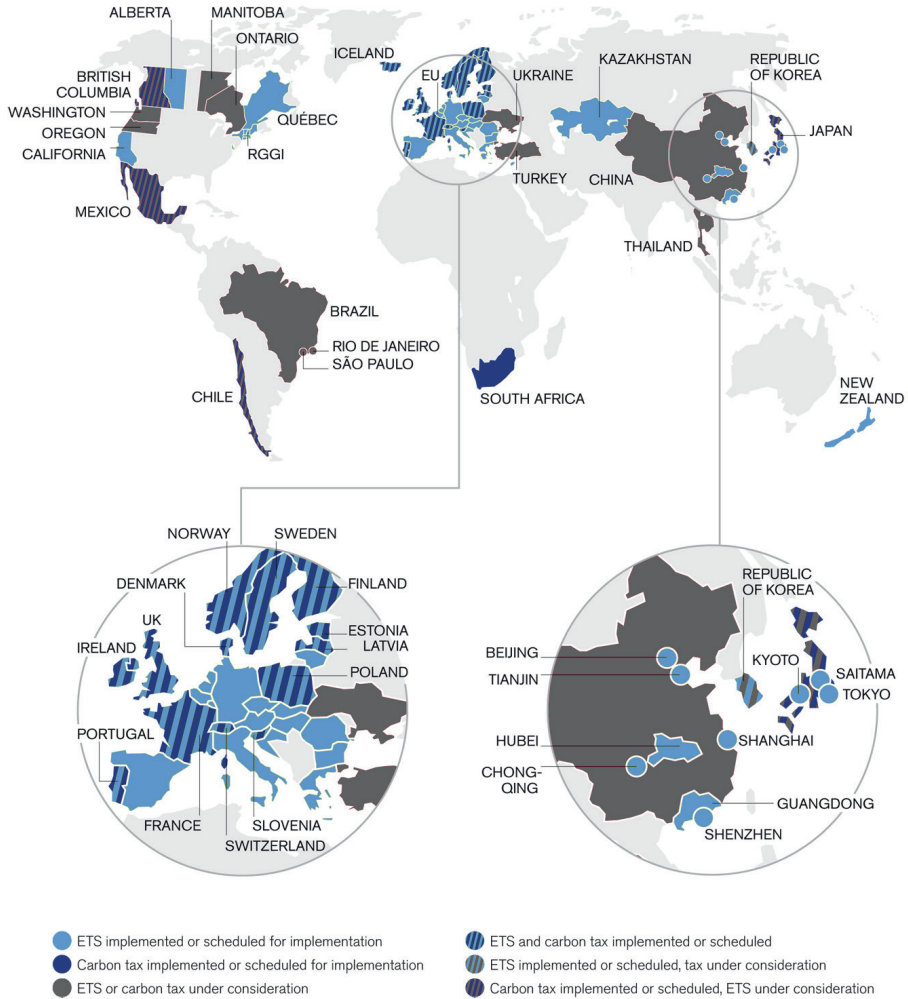 ALBERTA
MANITOBA
ONTARIO
ICELAND
BRITISH
COLUMBIA
WASHINGTON
OREGON
CALIFORNIA
QUÉBEC
RGGI
MEXICO
EU
UKRAINE
KAZAKHSTAN
REPUBLIC
OF KOREA
JAPAN
TURKEY
CHINA
THAILAND
BRAZIL
RIO DE JANEIRO
SÃO PAULO
CHILE
SOUTH AFRICA
NEW
ZEALAND
NORWAY
SWEDEN
DENMARK
FINLAND
UK
ESTONIA
IRELAND
LATVIA
POLAND
PORTUGAL
FRANCE
SLOVENIA
SWITZERLAND
REPUBLIC
OF KOREA
BEIJING
KYOTO
TIANJIN
SAITAMA
TOKYO
HUBEI
SHANGHAI
CHONG-
QING
GUANGDONG
SHENZHEN
ETS implemented or scheduled for implementation
Carbon tax implemented or scheduled for implementation
ETS or carbon tax under consideration
ETS and carbon tax implemented or scheduled
ETS implemented or scheduled, tax under consideration
Carbon tax implemented or scheduled, ETS under consideration